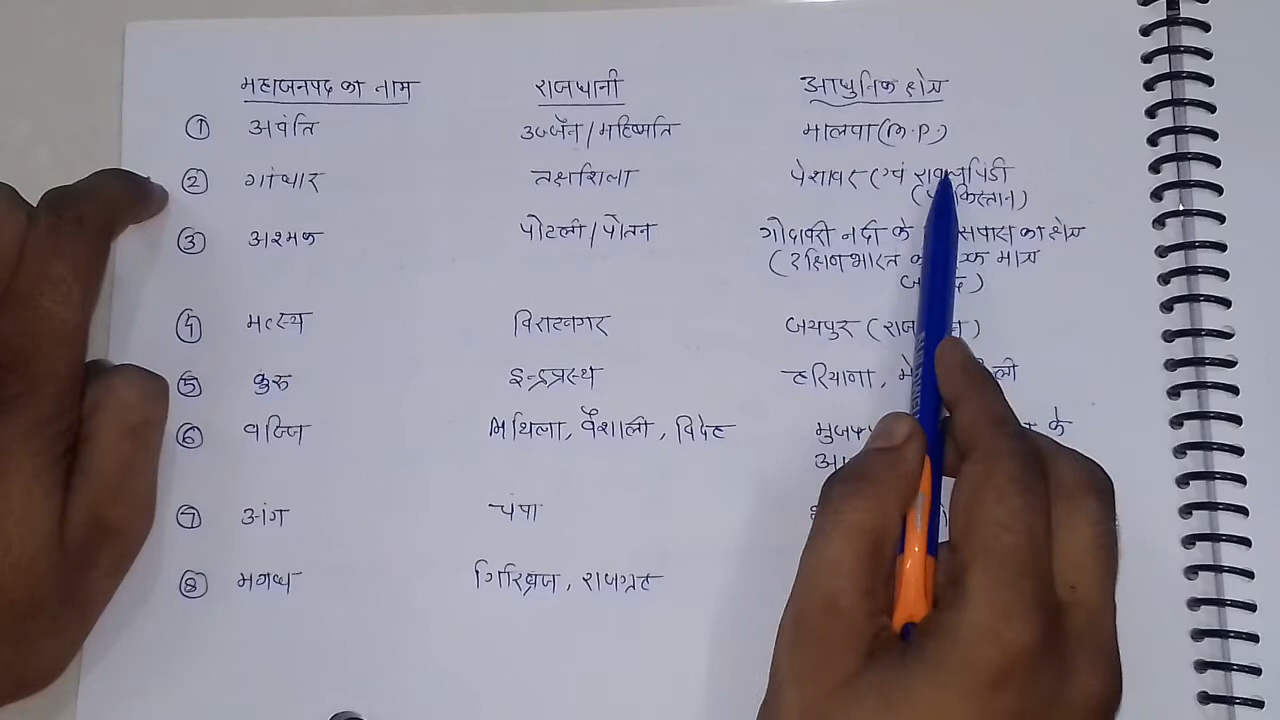 महाजनपद का नाम राजधानी आधुनिक क्षेत्र
① अवंति उज्जैन / महिष्मति मालवा (M.P)
② गांधार तक्षशिला पेशावर एवं रावलपिंडी
③ अश्मक पोटली / पोतन गोदावरी नदी के का क्षेत्र
(दक्षिण भारत मात्र
④ मत्स्य विराटनगर जयपुर
⑤ कुरु इन्द्रप्रस्थ हरियाणा,
⑥ वज्जि मिथिला, वैशाली, विदेह के
⑦ अंग चंपा
⑧ मगध गिरिव्रज, राजग्रह